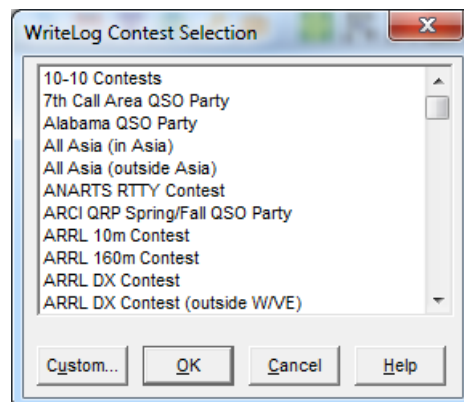 WriteLog Contest Selection
10-10 Contests
7th Call Area QSO Party
Alabama QSO Party
All Asia (in Asia)
All Asia (outside Asia)
ANARTS RTTY Contest
ARCI QRP Spring/Fall QSO Party
ARRL 10m Contest
ARRL 160m Contest
ARRL DX Contest
ARRL DX Contest (outside W/VE)
Custom... OK Cancel Help